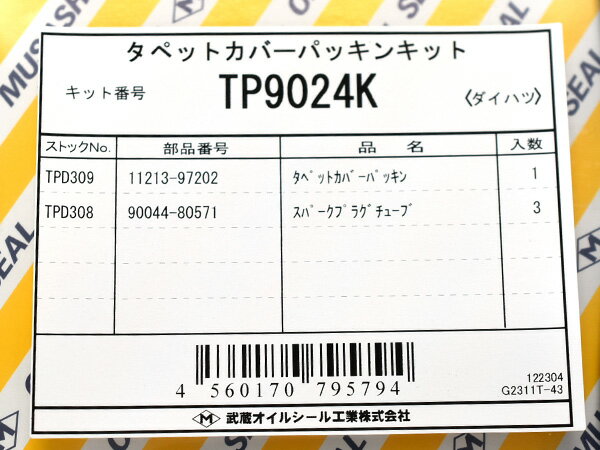 タペットカバーパッキンキット
キット番号 TP9024K 〈ダイハツ〉
ストックNo. 部品番号 品名 入数
TPD309 11213-97202 ﾀﾍﾟｯﾄｶﾊﾞｰﾊﾟｯｷﾝ 1
TPD308 90044-80571 ｽﾊﾟｰｸﾌﾟﾗｸﾞﾁｭｰﾌﾞ 3
4 560170 795794
122304
G2311T-43
M 武蔵オイルシール工業株式会社
MUSASHI
OIL SEAL
SEAL